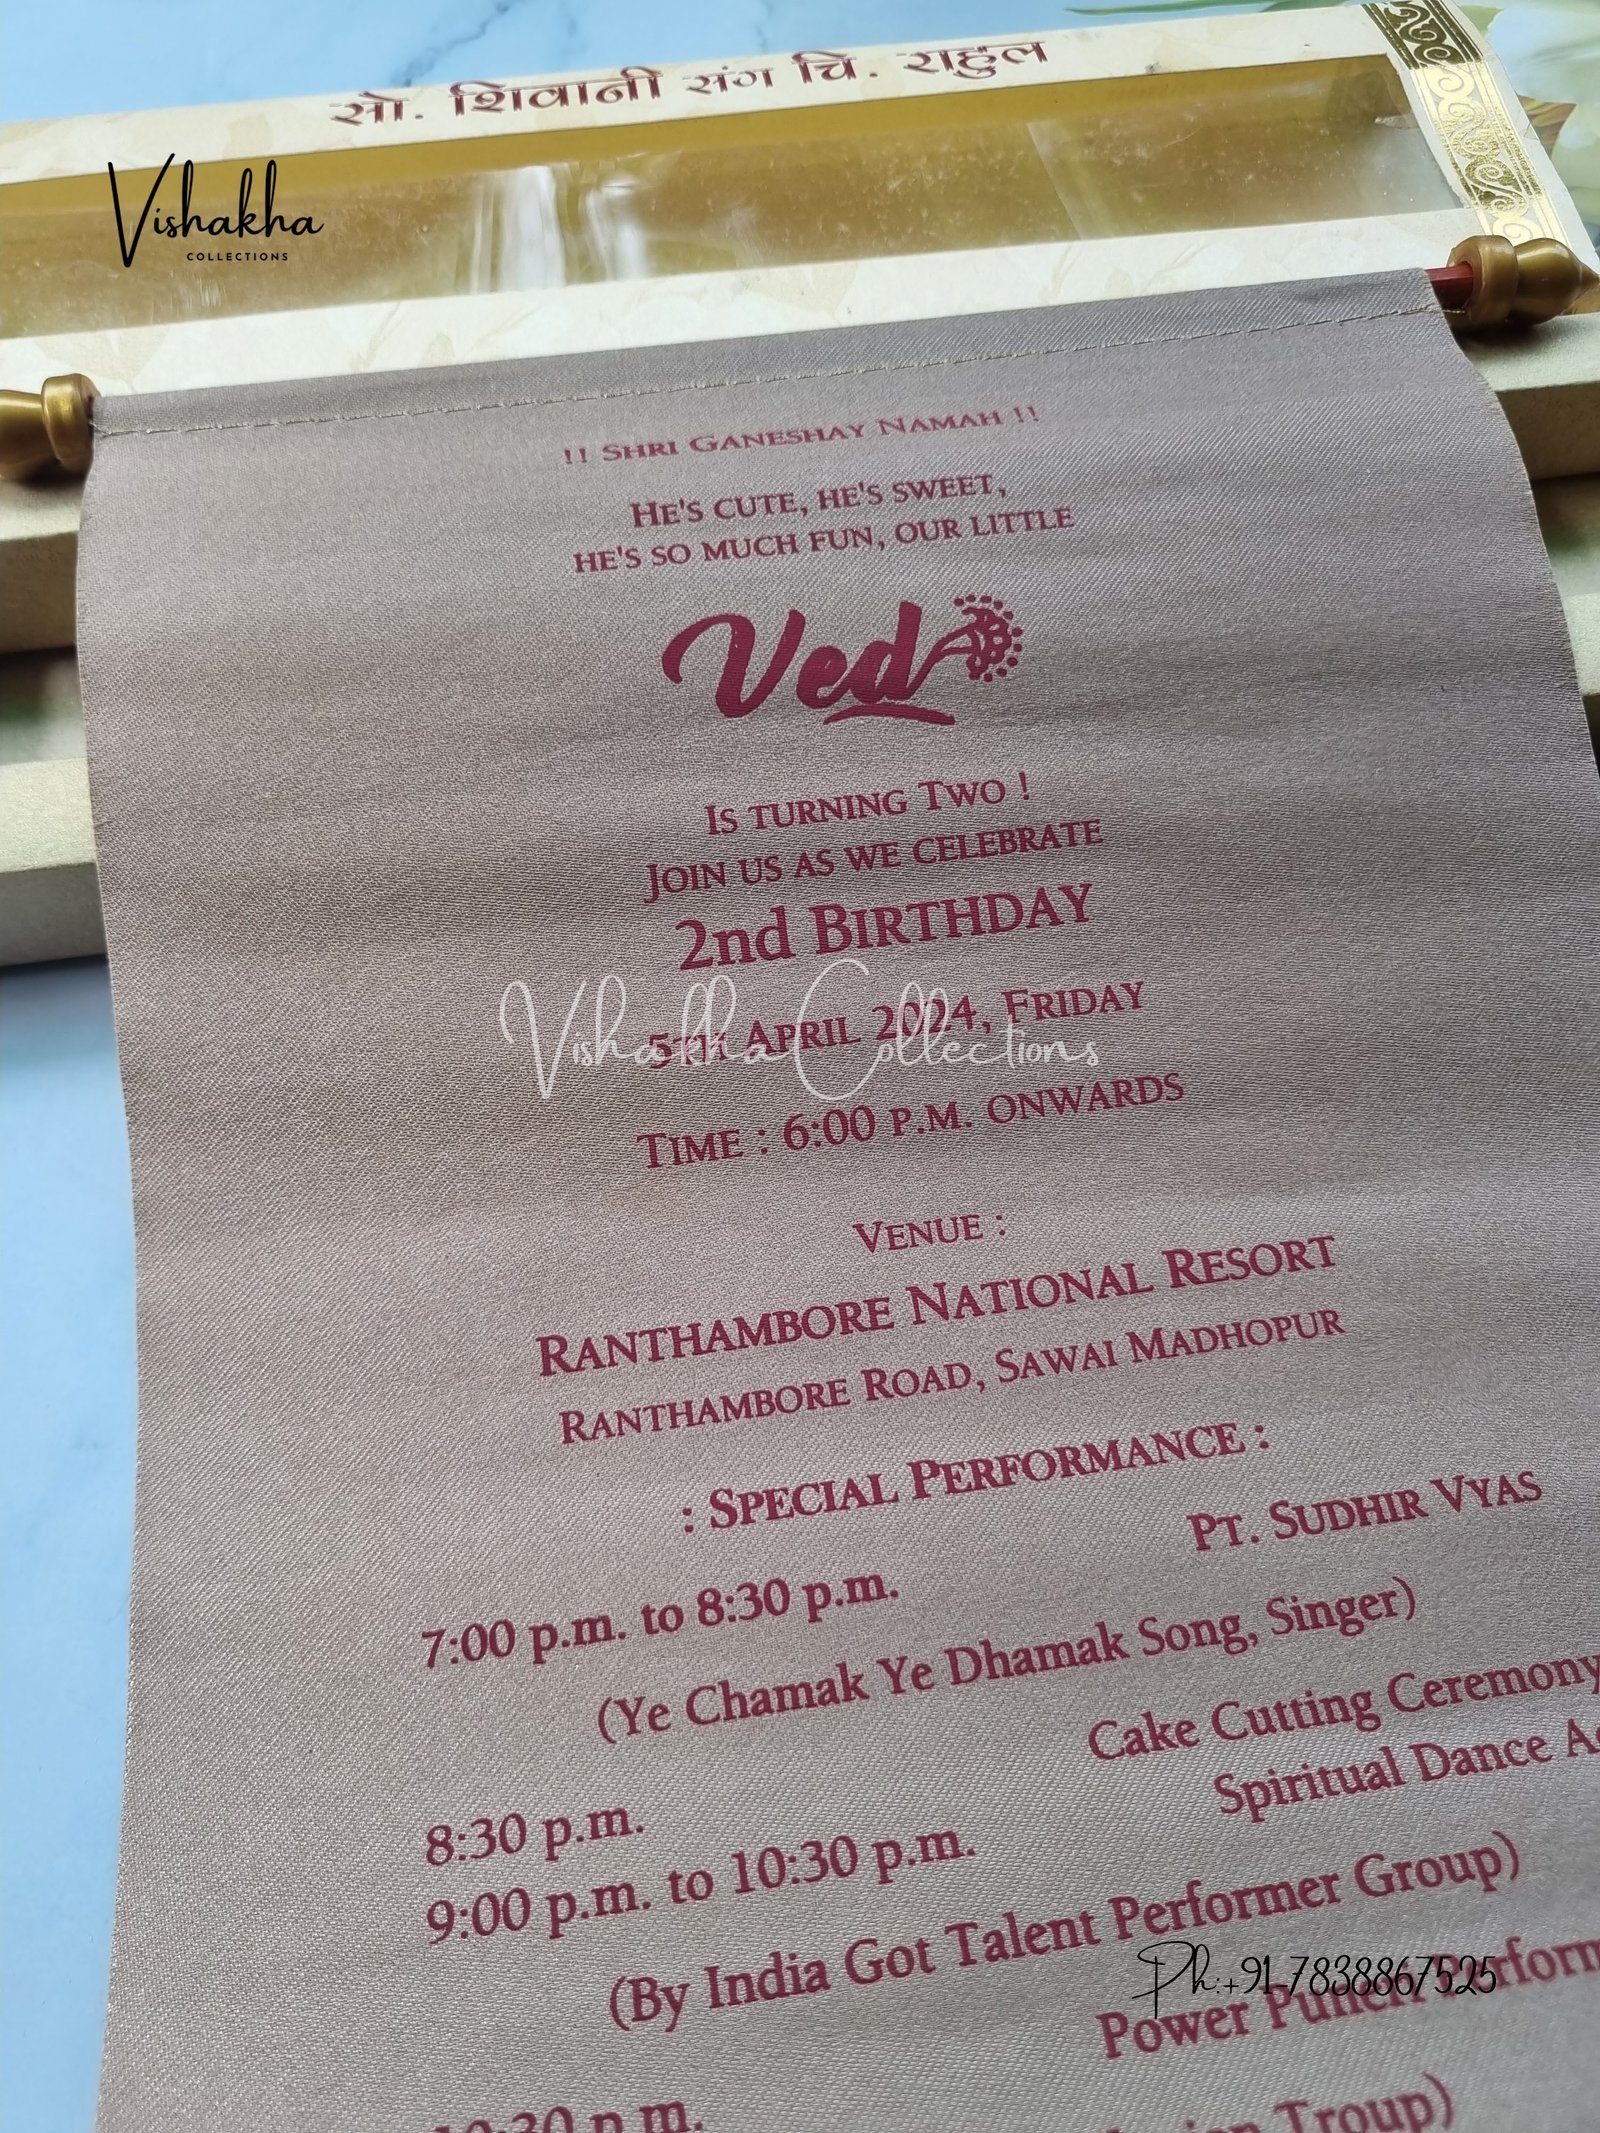 सो. शिवानी संग चि. राहुल
Vishakha
COLLECTIONS
!! Shri Ganeshay Namah !!
He's cute, he's sweet,
he's so much fun, our little
Ved
Is turning Two !
Join us as we celebrate
2nd Birthday
5th April 2024, Friday
Vishakha Collections
Time : 6:00 p.m. onwards
Venue :
Ranthambore National Resort
Ranthambore Road, Sawai Madhopur
: Special Performance :
7:00 p.m. to 8:30 p.m. Pt. Sudhir Vyas
(Ye Chamak Ye Dhamak Song, Singer)
8:30 p.m. Cake Cutting Ceremony
9:00 p.m. to 10:30 p.m. Spiritual Dance
(By India Got Talent Performer Group)
Ph.:+91-7838867525
Power Punch
10:30 p.m.
Troup)